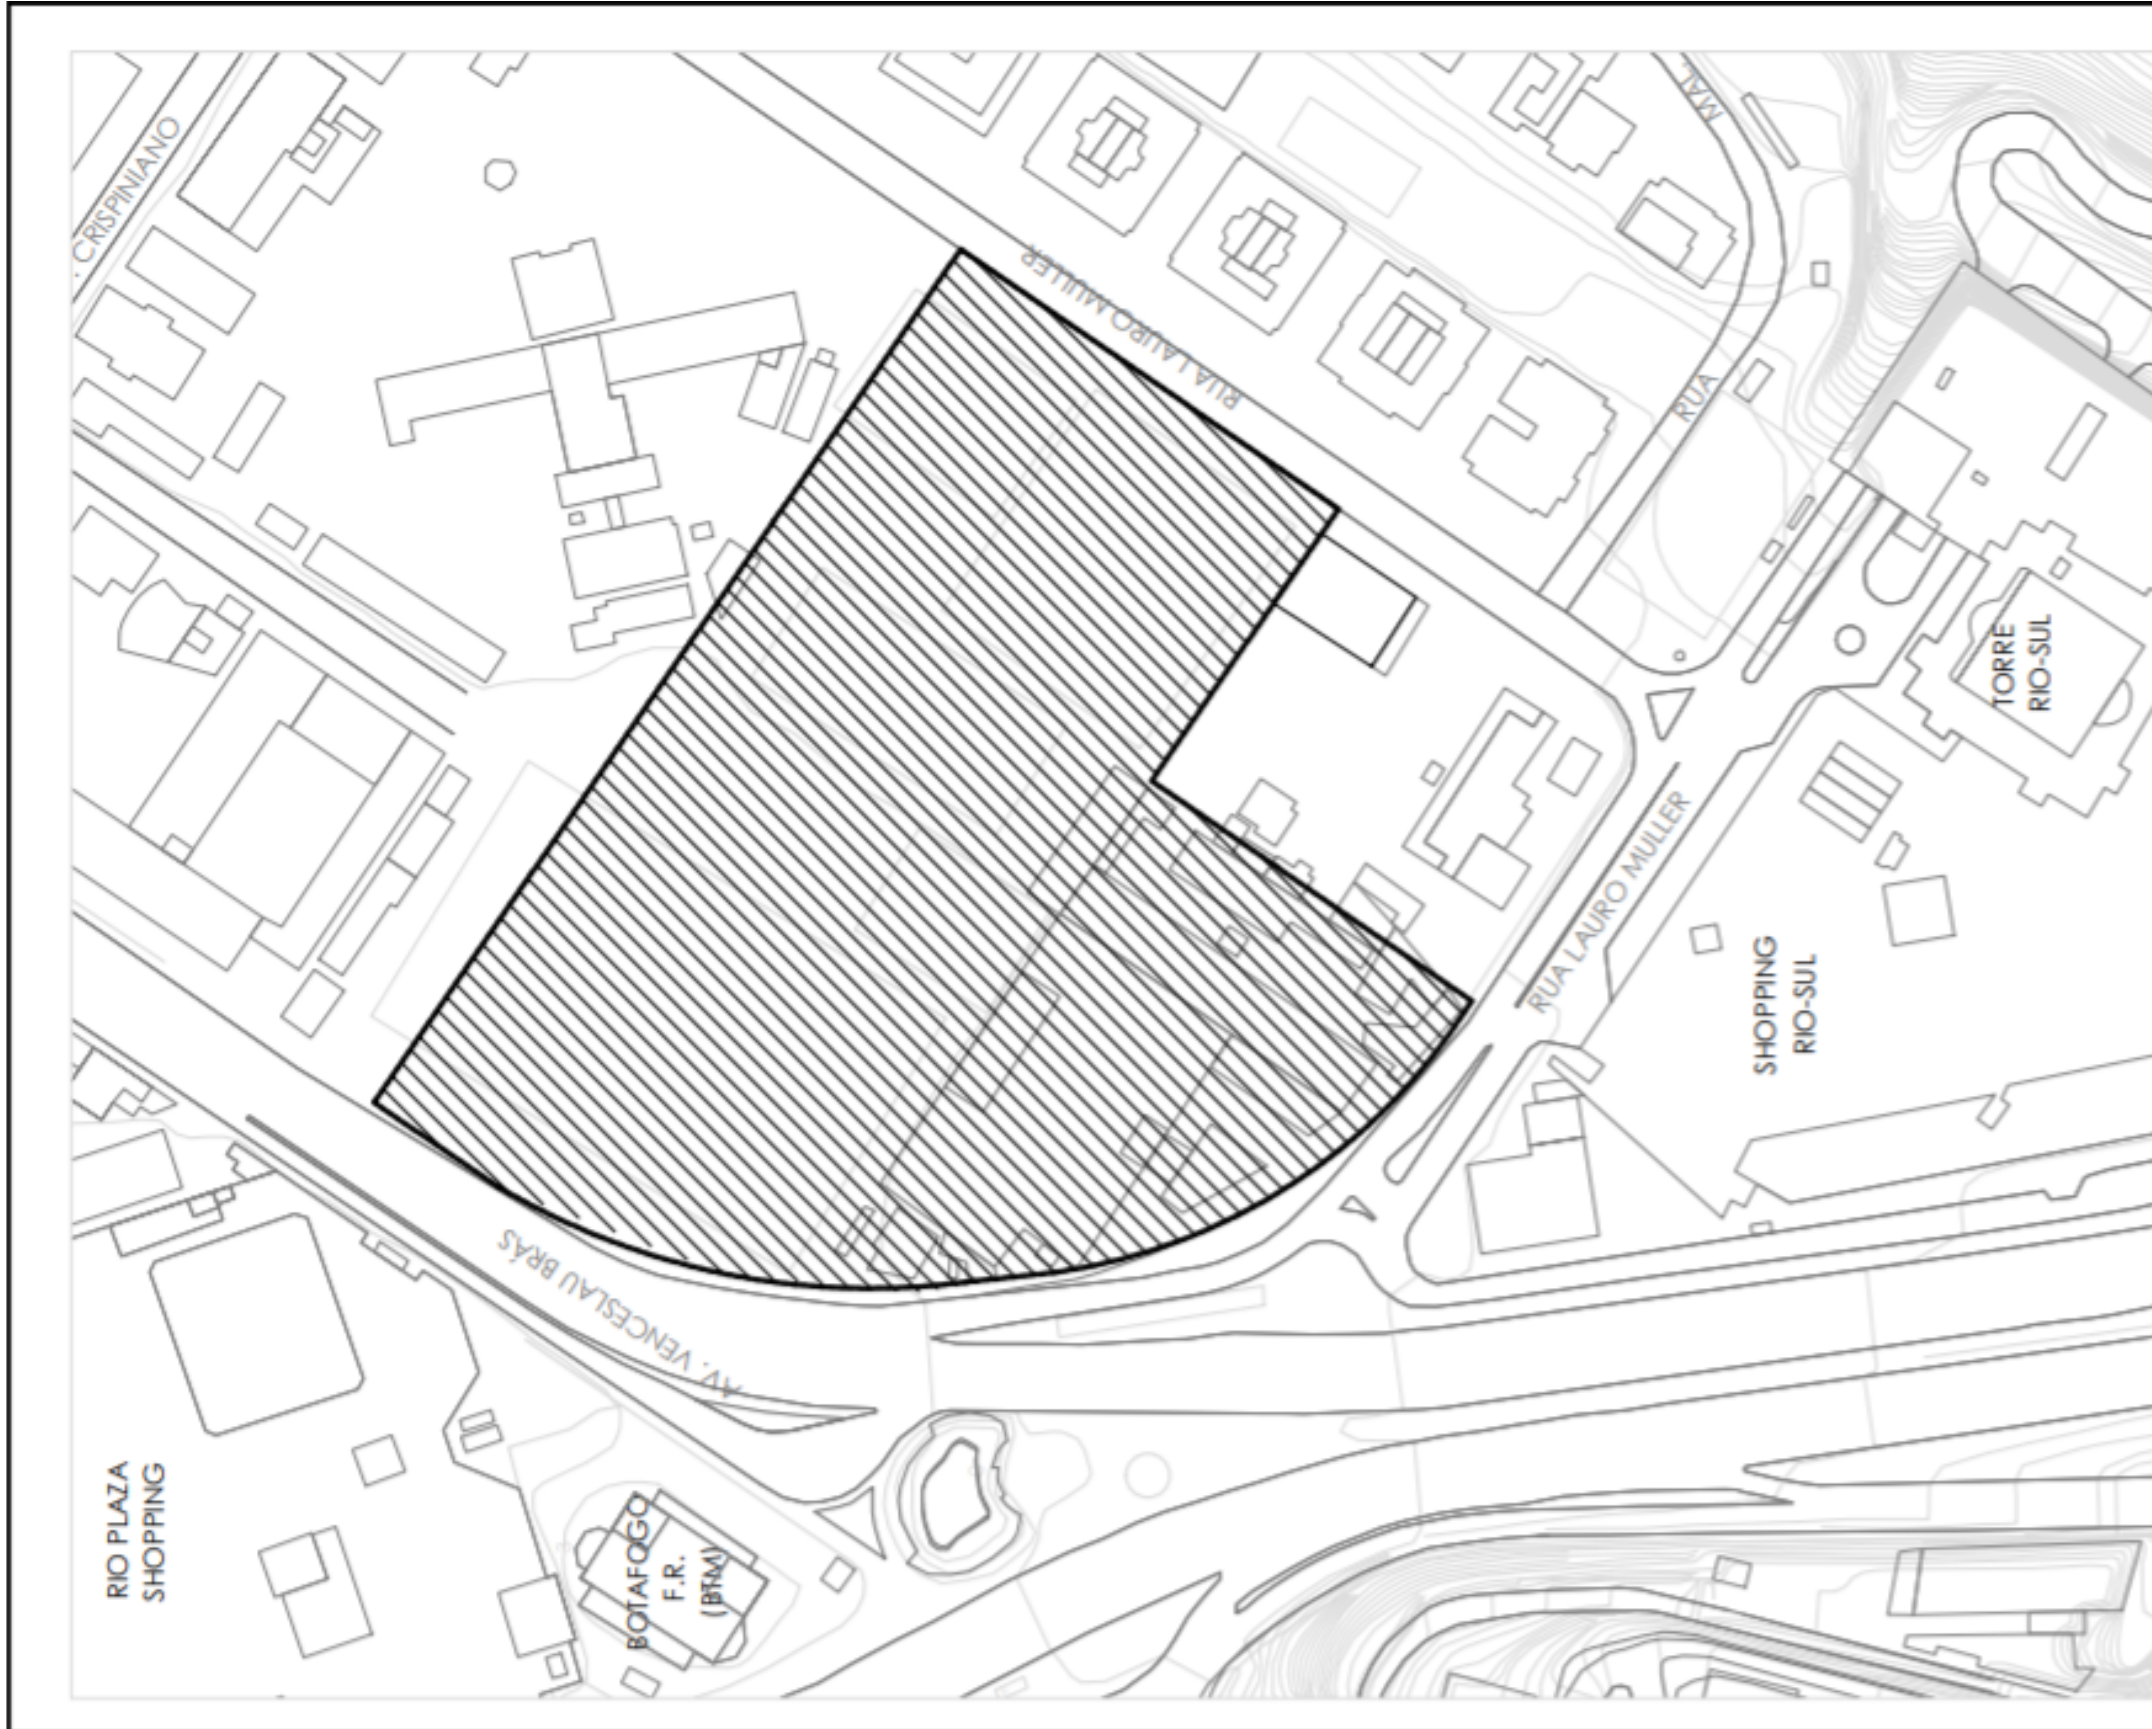 . CRISPINIANO
MAL.
RUA
RUA LAURO MULLER
TORRE
RIO-SUL
RUA LAURO MULLER
SHOPPING
RIO-SUL
AV. VENCESLAU BRÁS
RIO PLAZA
SHOPPING
BOTAFOGO
F.R.
(BTM)